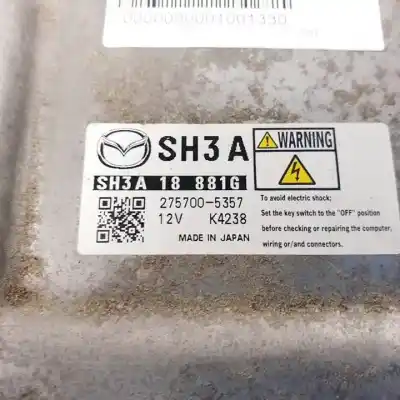 SH3A
WARNING
SH3A 18 881G
275700-5357
12V K4238
MADE IN JAPAN
To avoid electric shock;
Set the key switch to the "OFF" position
before checking or repairing the computer,
wiring or/and connectors.